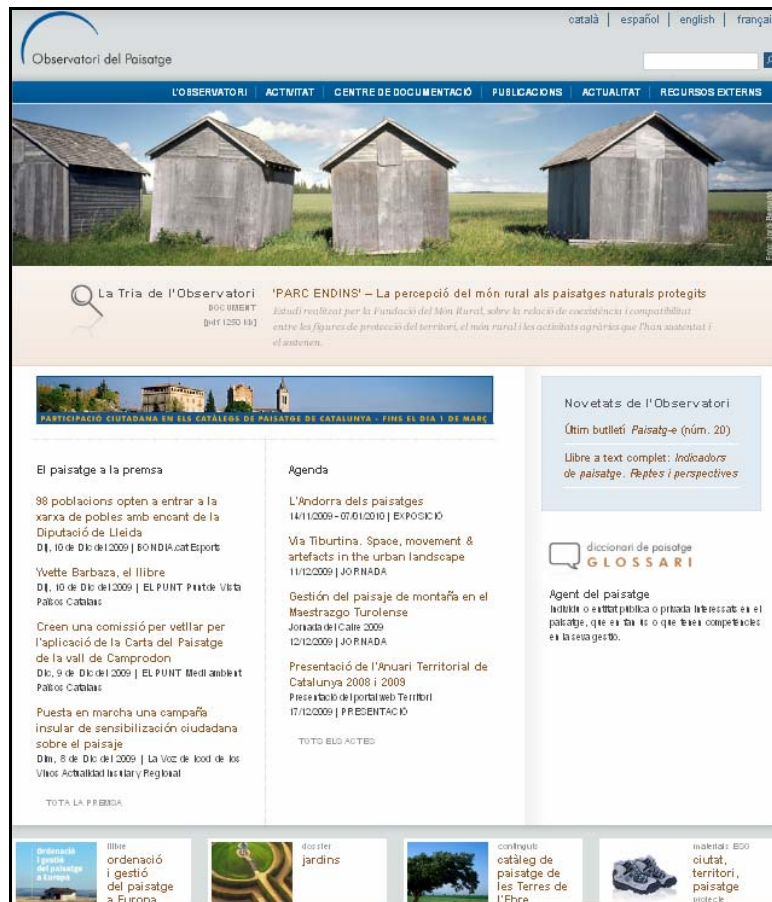 català | español | english | françai
Observatori del Paisatge
L'OBSERVATORI | ACTIVITAT | CENTRE DE DOCUMENTACIÓ | PUBLICACIONS | ACTUALITAT | RECURSOS EXTERNS
La Tria de l'Observatori
DOCUMENT
[pdf 1250 kb]
'PARC ENDINS' – La percepció del món rural als paisatges naturals protegits
Estudi realitzat per la Fundació del Món Rural, sobre la relació de coexistència i compatibilitat
entre les figures de protecció del territori, el món rural i les activitats agràries que l'han sustentat i
el sostenen.
PARTICIPACIÓ CIUTADANA EN ELS CATÀLEGS DE PAISATGE DE CATALUNYA - FINS EL DIA 1 DE MARÇ
El paisatge a la premsa
98 poblacions opten a entrar a la
xarxa de pobles amb encant de la
Diputació de Lleida
Dij, 10 de Dic del 2009 | BONDIA.cat Esports
Yvette Barbaza, el llibre
Dij, 10 de Dic del 2009 | EL PUNT Punt de Vista
Països Catalans
Creen una comissió per vetllar per
l'aplicació de la Carta del Paisatge
de la vall de Camprodon
Dic, 9 de Dic del 2009 | EL PUNT Medi ambient
Països Catalans
Puesta en marcha una campaña
insular de sensibilización ciudadana
sobre el paisaje
Dim, 8 de Dic del 2009 | La Voz de Icod de los
Vinos Actualidad Insular y Regional
TOTA LA PREMSA
Agenda
L'Andorra dels paisatges
14/11/2009 - 07/01/2010 | EXPOSICIÓ
Via Tiburtina. Space, movement &
artefacts in the urban landscape
11/12/2009 | JORNADA
Gestión del paisaje de montaña en el
Maestrazgo Turolense
Jornada del Caire 2009
12/12/2009 | JORNADA
Presentació de l'Anuari Territorial de
Catalunya 2008 i 2009
Presentació del portal web Territori
17/12/2009 | PRESENTACIÓ
TOTS ELS ACTES
Novetats de l'Observatori
Últim butlletí Paisatg-e (núm. 20)
Llibre a text complet: Indicadors
de paisatge. Reptes i perspectives
diccionari de paisatge
GLOSSARI
Agent del paisatge
Individu o entitat pública o privada interessats en el
paisatge, que en fan ús o que tenen competències
en la seva gestió.
Ordenació
i gestió
del paisatge
a Europa
llibre
ordenació
i gestió
del paisatge
a Europa
dossier
jardins
continguts
catàleg de
paisatge de
les Terres de
l'Ebre
materials ESO
ciutat,
territori,
paisatge
projecte